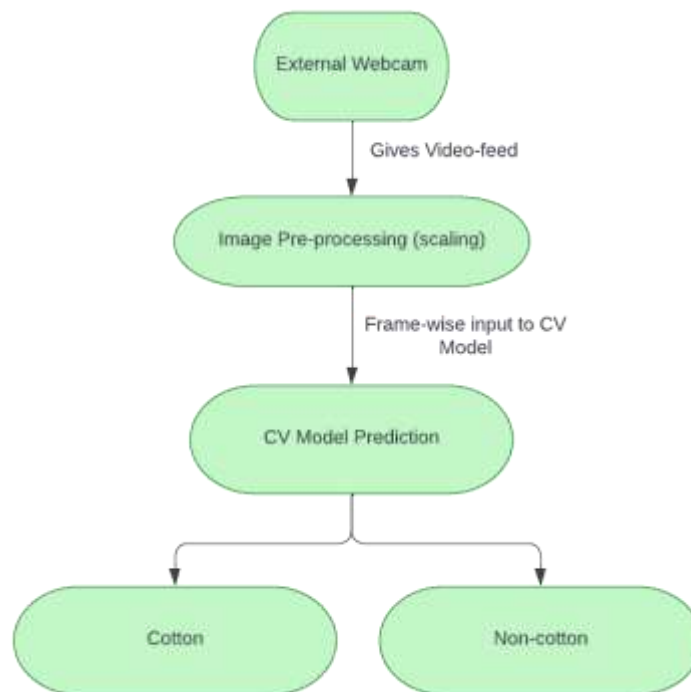 External Webcam
Gives Video-feed
Image Pre-processing (scaling)
Frame-wise input to CV
Model
CV Model Prediction
Cotton
Non-cotton